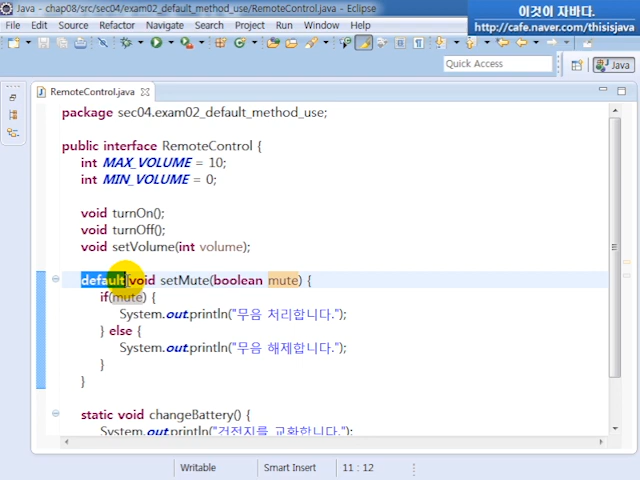 Java - chap08/src/sec04/exam02_default_method_use/RemoteControl.java - Eclipse
이것이 자바다.
http://cafe.naver.com/thisisjava
File Edit Source Refactor Navigate Search Project Run Window Help
Quick Access
Java
RemoteControl.java
package sec04.exam02_default_method_use;
public interface RemoteControl {
int MAX_VOLUME = 10;
int MIN_VOLUME = 0;
void turnOn();
void turnOff();
void setVolume(int volume);
default void setMute(boolean mute) {
if(mute) {
System.out.println("무음 처리합니다.");
} else {
System.out.println("무음 해제합니다.");
}
}
static void changeBattery() {
System.out.println("건전지를 교환합니다.");
Writable Smart Insert 11 : 12